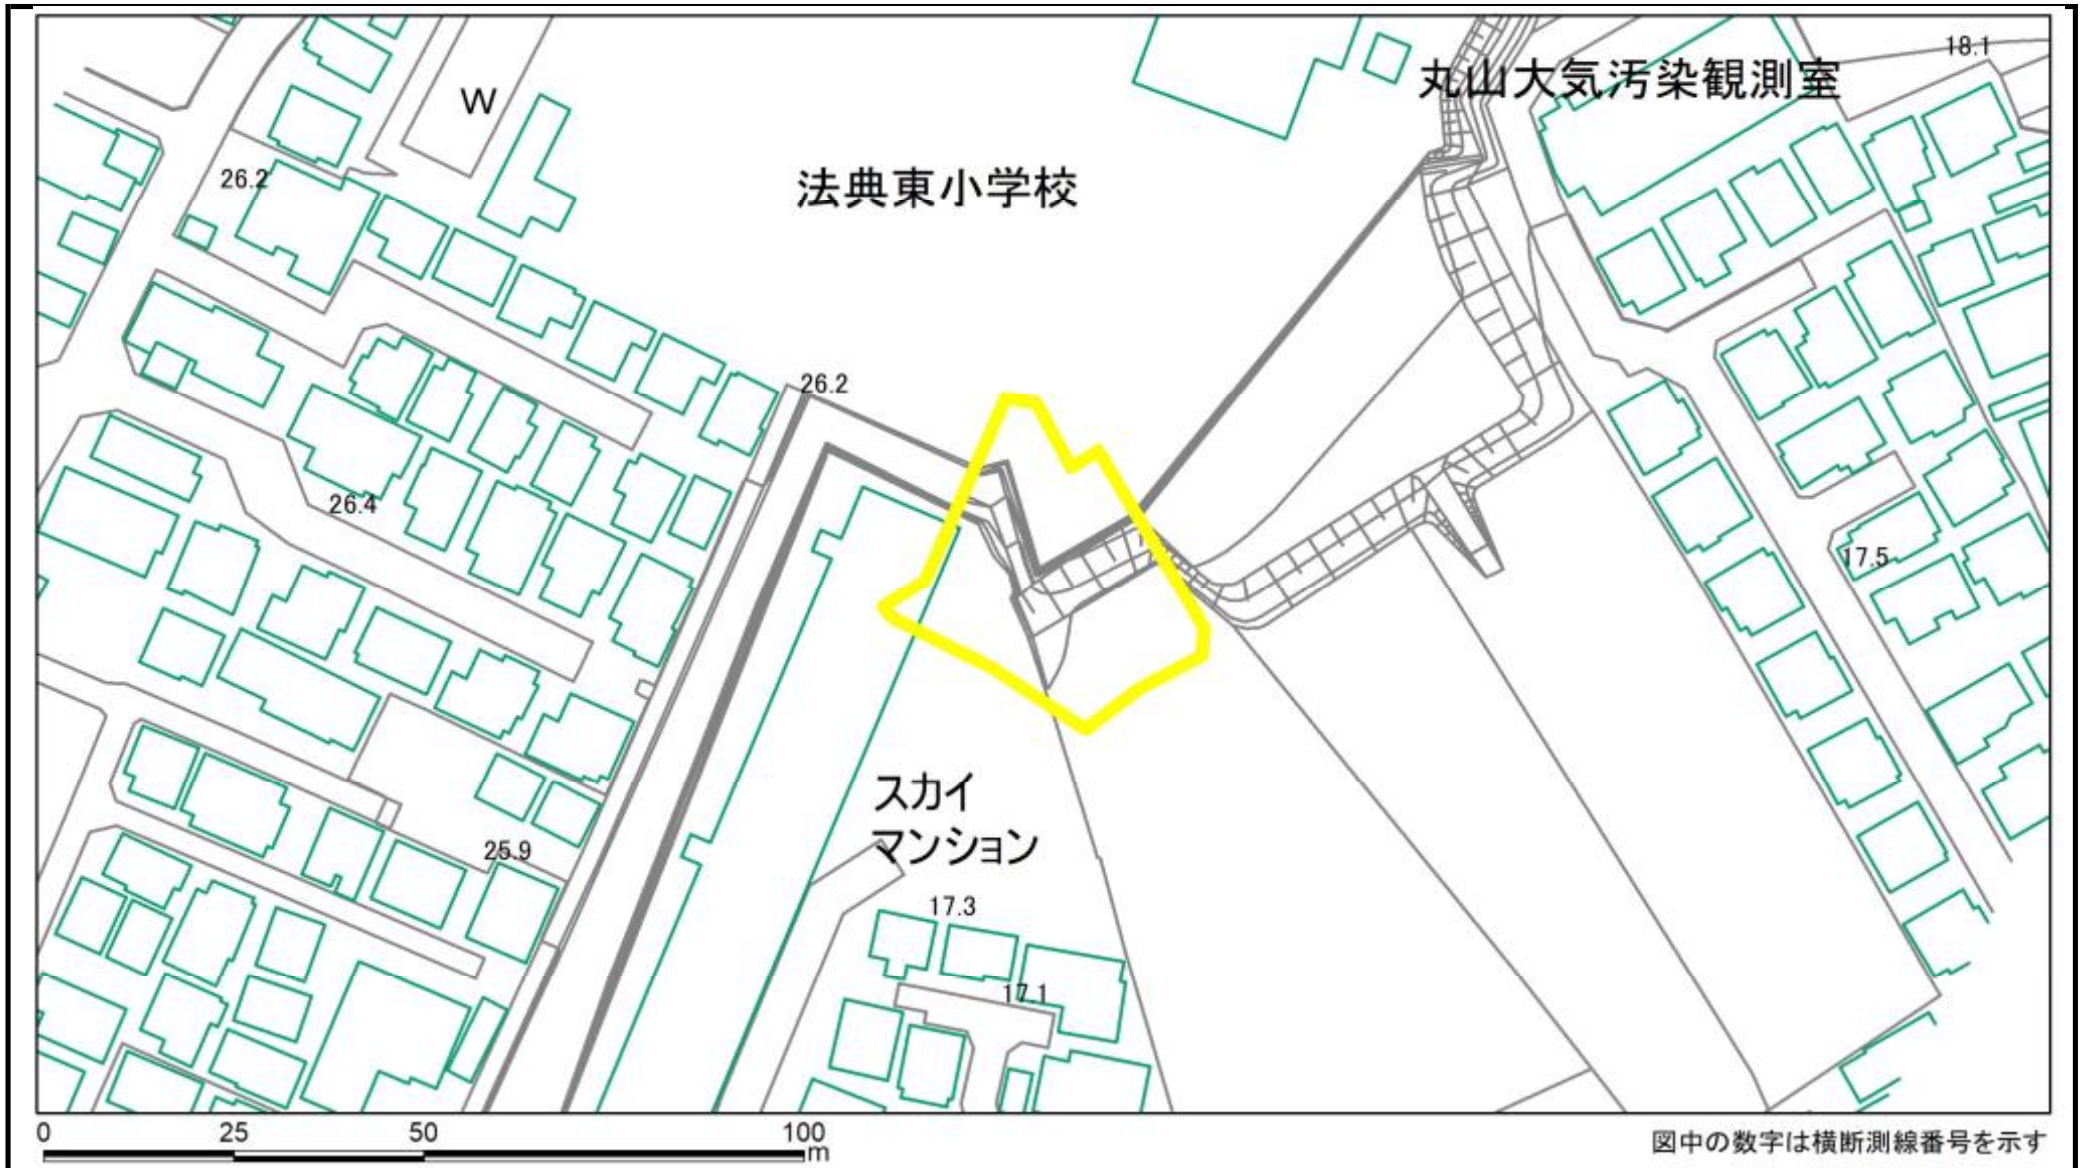 18.1
丸山大気汚染観測室
W
26.2
法典東小学校
26.2
26.4
17.5
スカイ
マンション
25.9
17.3
17.1
0 25 50 100
m
図中の数字は横断測線番号を示す